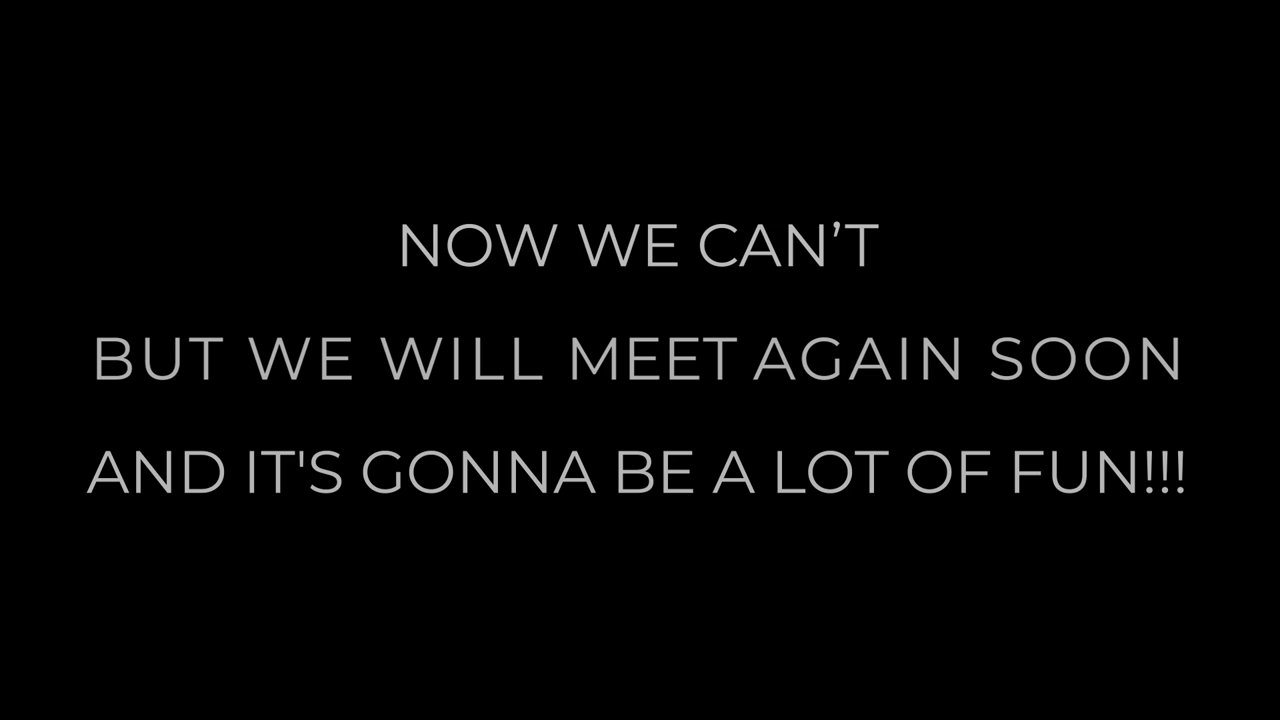 NOW WE CAN’T
BUT WE WILL MEET AGAIN SOON
AND IT'S GONNA BE A LOT OF FUN!!!